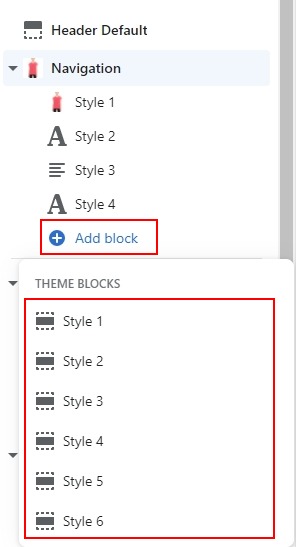 Header Default
Navigation
Style 1
Style 2
Style 3
Style 4
Add block
THEME BLOCKS
Style 1
Style 2
Style 3
Style 4
Style 5
Style 6